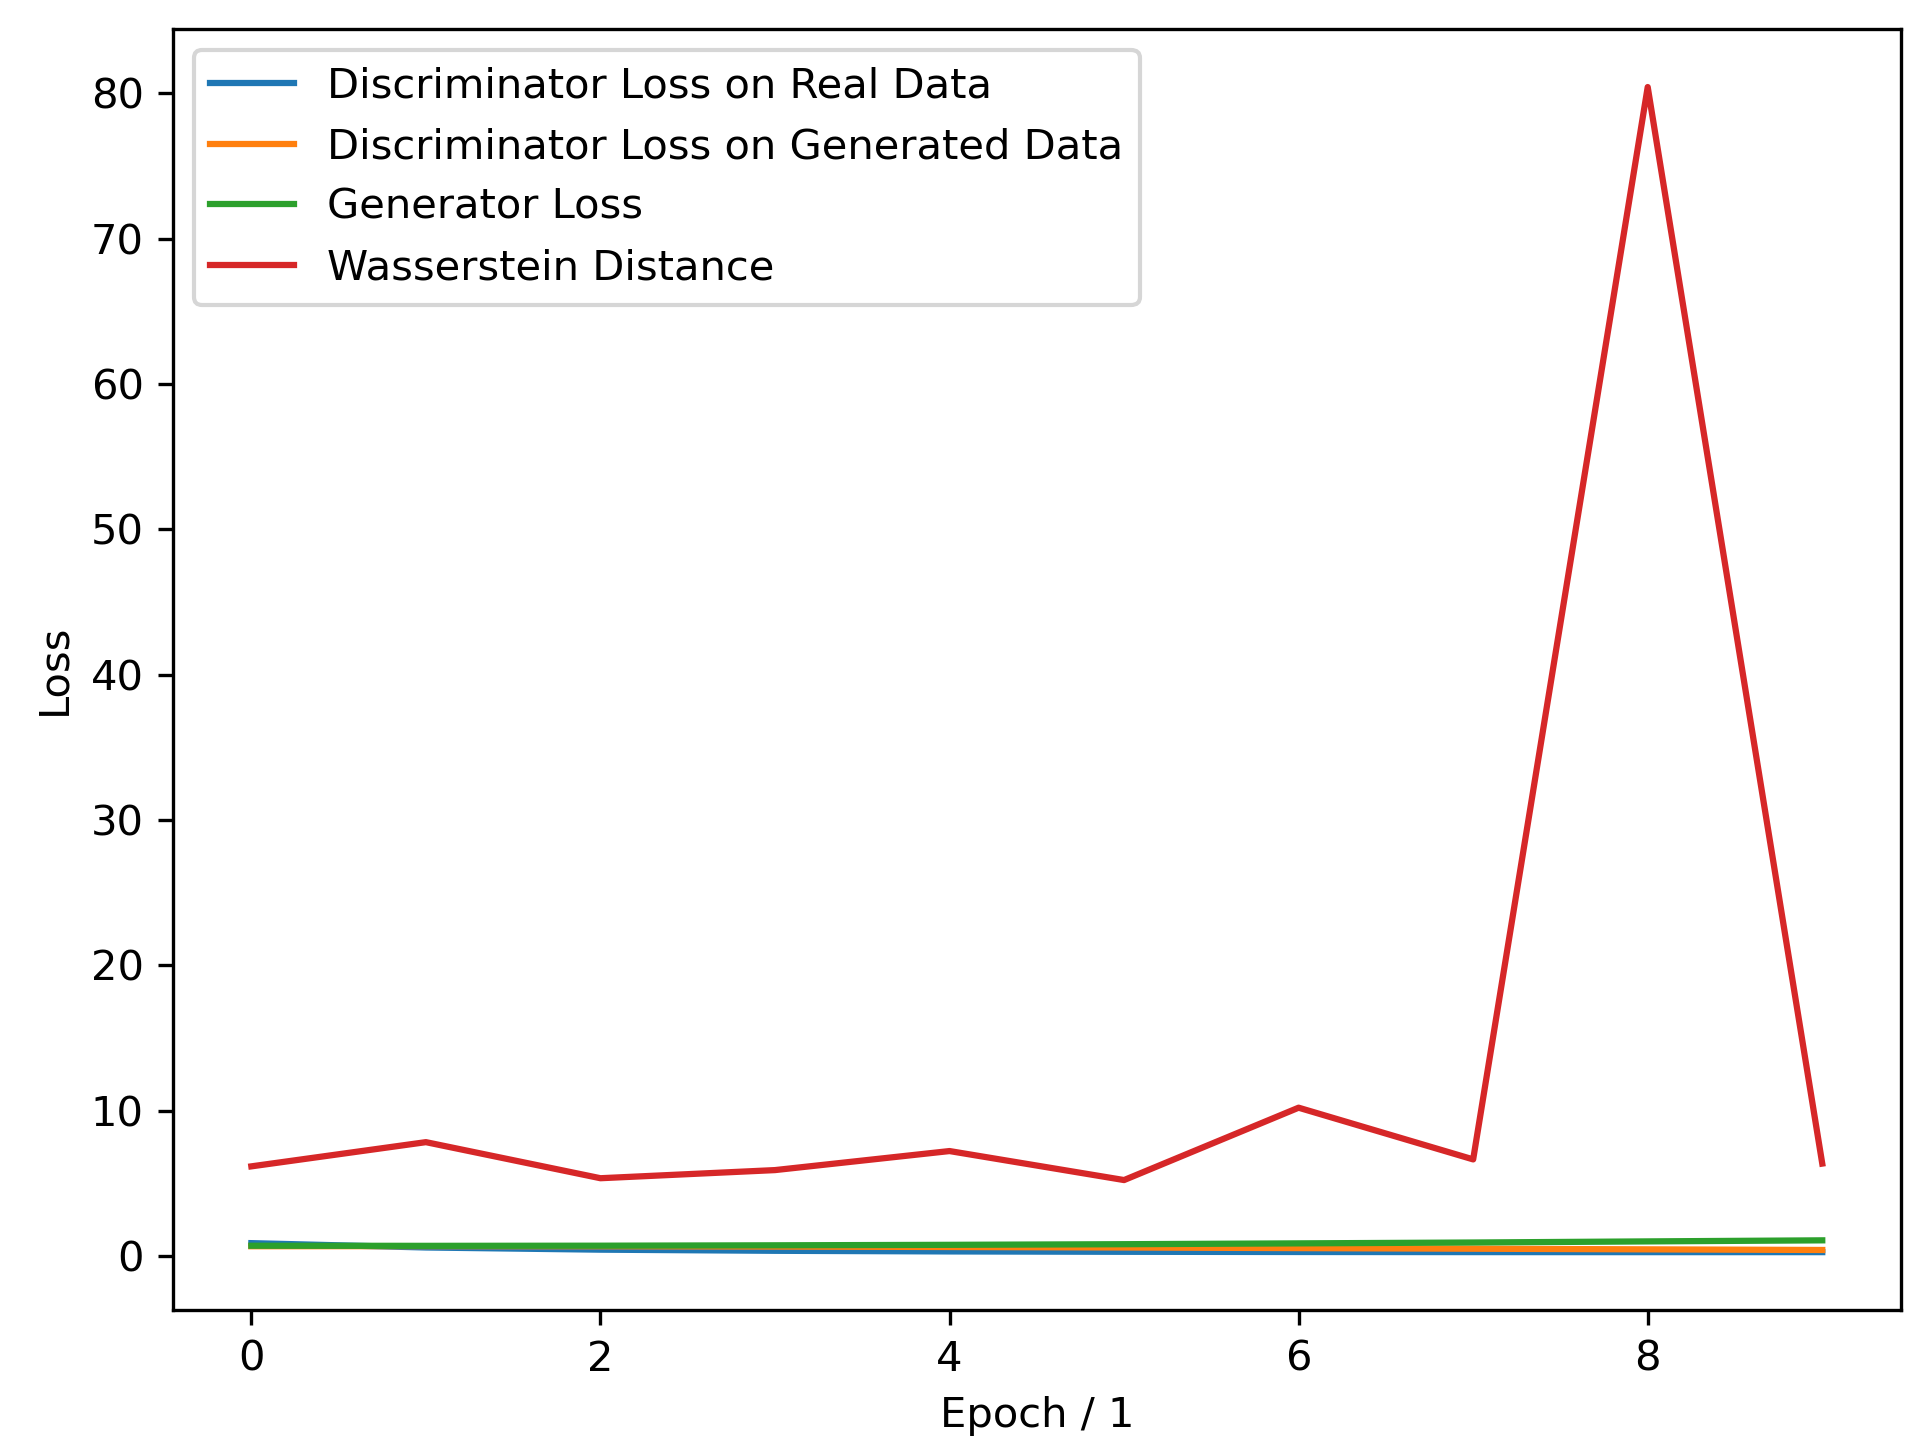 Discriminator Loss on Real Data
Discriminator Loss on Generated Data
Generator Loss
Wasserstein Distance
80
70
60
50
40
30
20
10
0
Loss
0 2 4 6 8
Epoch / 1